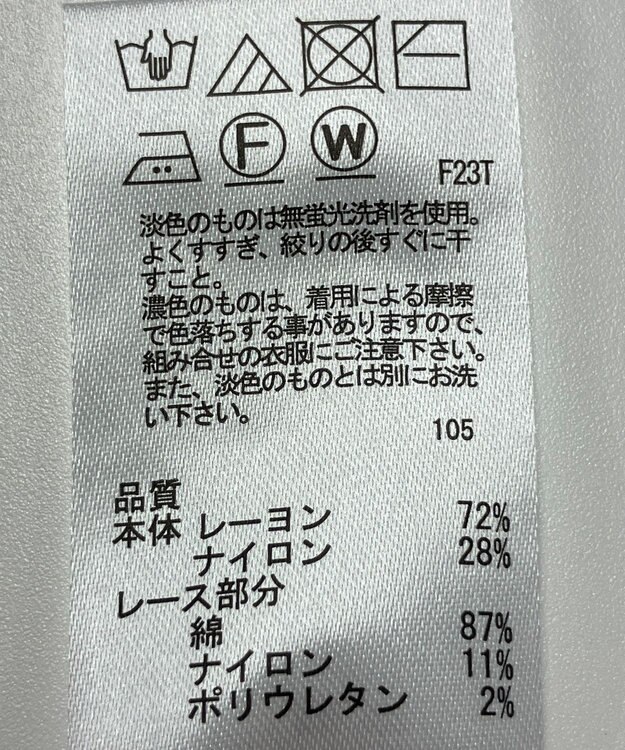 F W
F23T
淡色のものは無蛍光洗剤を使用。
よくすすぎ、絞りの後すぐに干
すこと。
濃色のものは、着用による摩擦
で色落ちする事がありますので、
組み合せの衣服にご注意下さい。
また、淡色のものとは別にお洗
い下さい。
105
品質
本体 レーヨン 72%
ナイロン 28%
レース部分
綿 87%
ナイロン 11%
ポリウレタン 2%